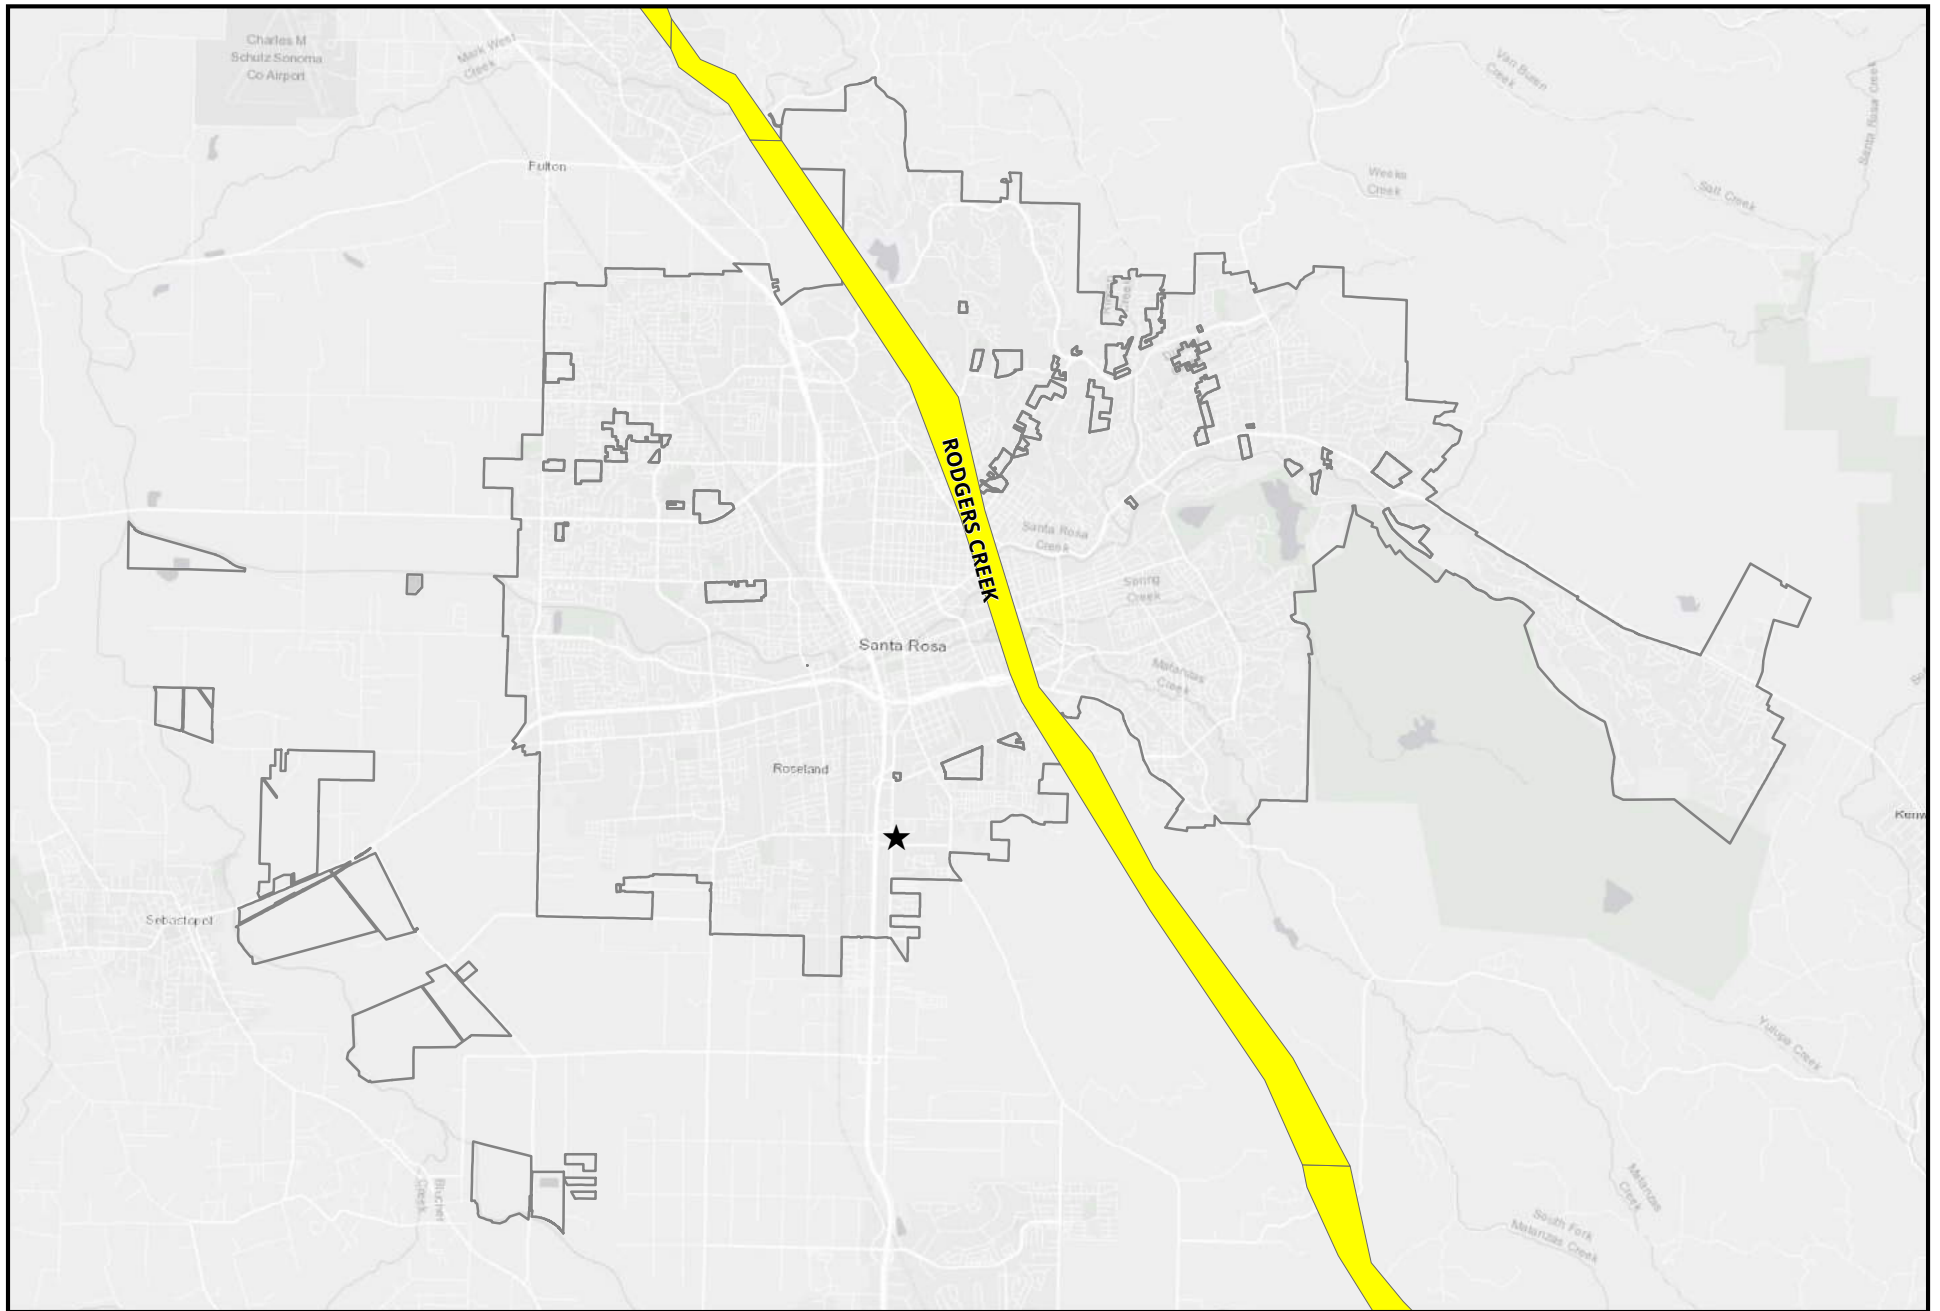 Charles M
Schulz Sonoma
Co Airport
Mark West
Creek
Van Buren
Creek
Santa Rosa Creek
Fulton
Weeks
Creek
Salt Creek
Creek
RODGERS CREEK
Santa Rosa
Creek
Spring
Creek
Santa Rosa
Matanzas
Creek
Roseland
Sebastopol
Yulupa Creek
Blucher
Creek
Matanzas
Creek
South Fork
Matanzas Creek